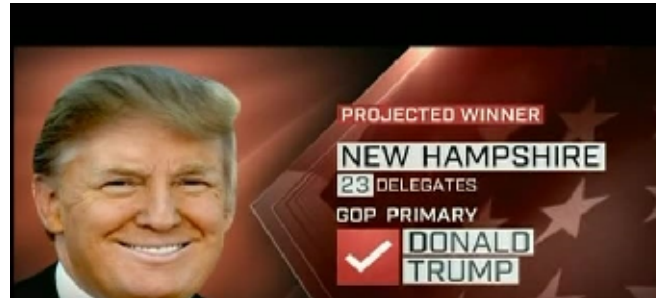 PROJECTED WINNER
NEW HAMPSHIRE
23 DELEGATES
GOP PRIMARY
DONALD
TRUMP